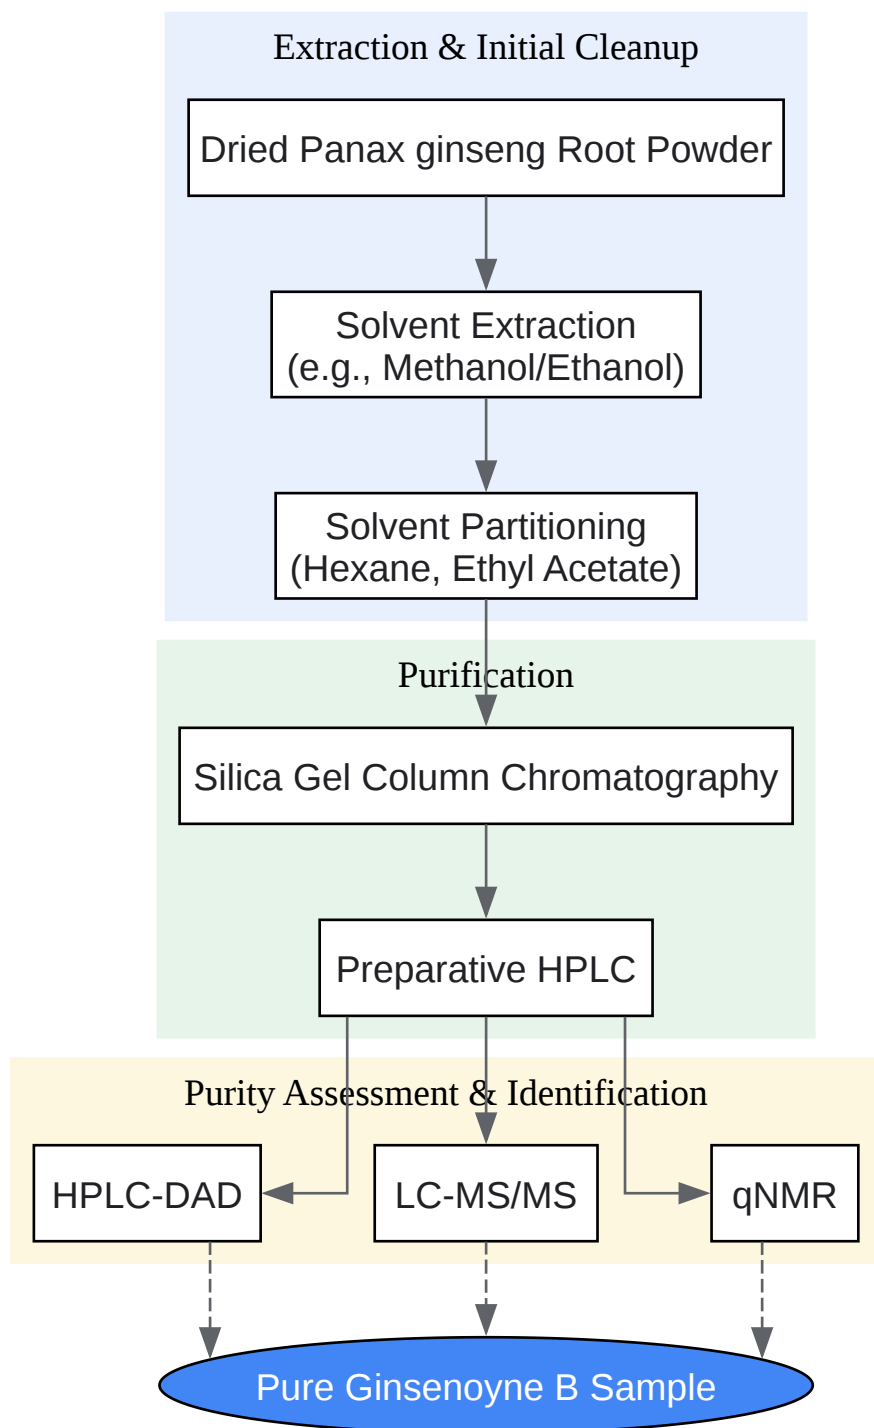 Extraction & Initial Cleanup
Dried Panax ginseng Root Powder
Solvent Extraction
(e.g., Methanol/Ethanol)
Solvent Partitioning
(Hexane, Ethyl Acetate)
Purification
Silica Gel Column Chromatography
Preparative HPLC
Purity Assessment & Identification
HPLC-DAD
LC-MS/MS
qNMR
Pure Ginsenoyne B Sample